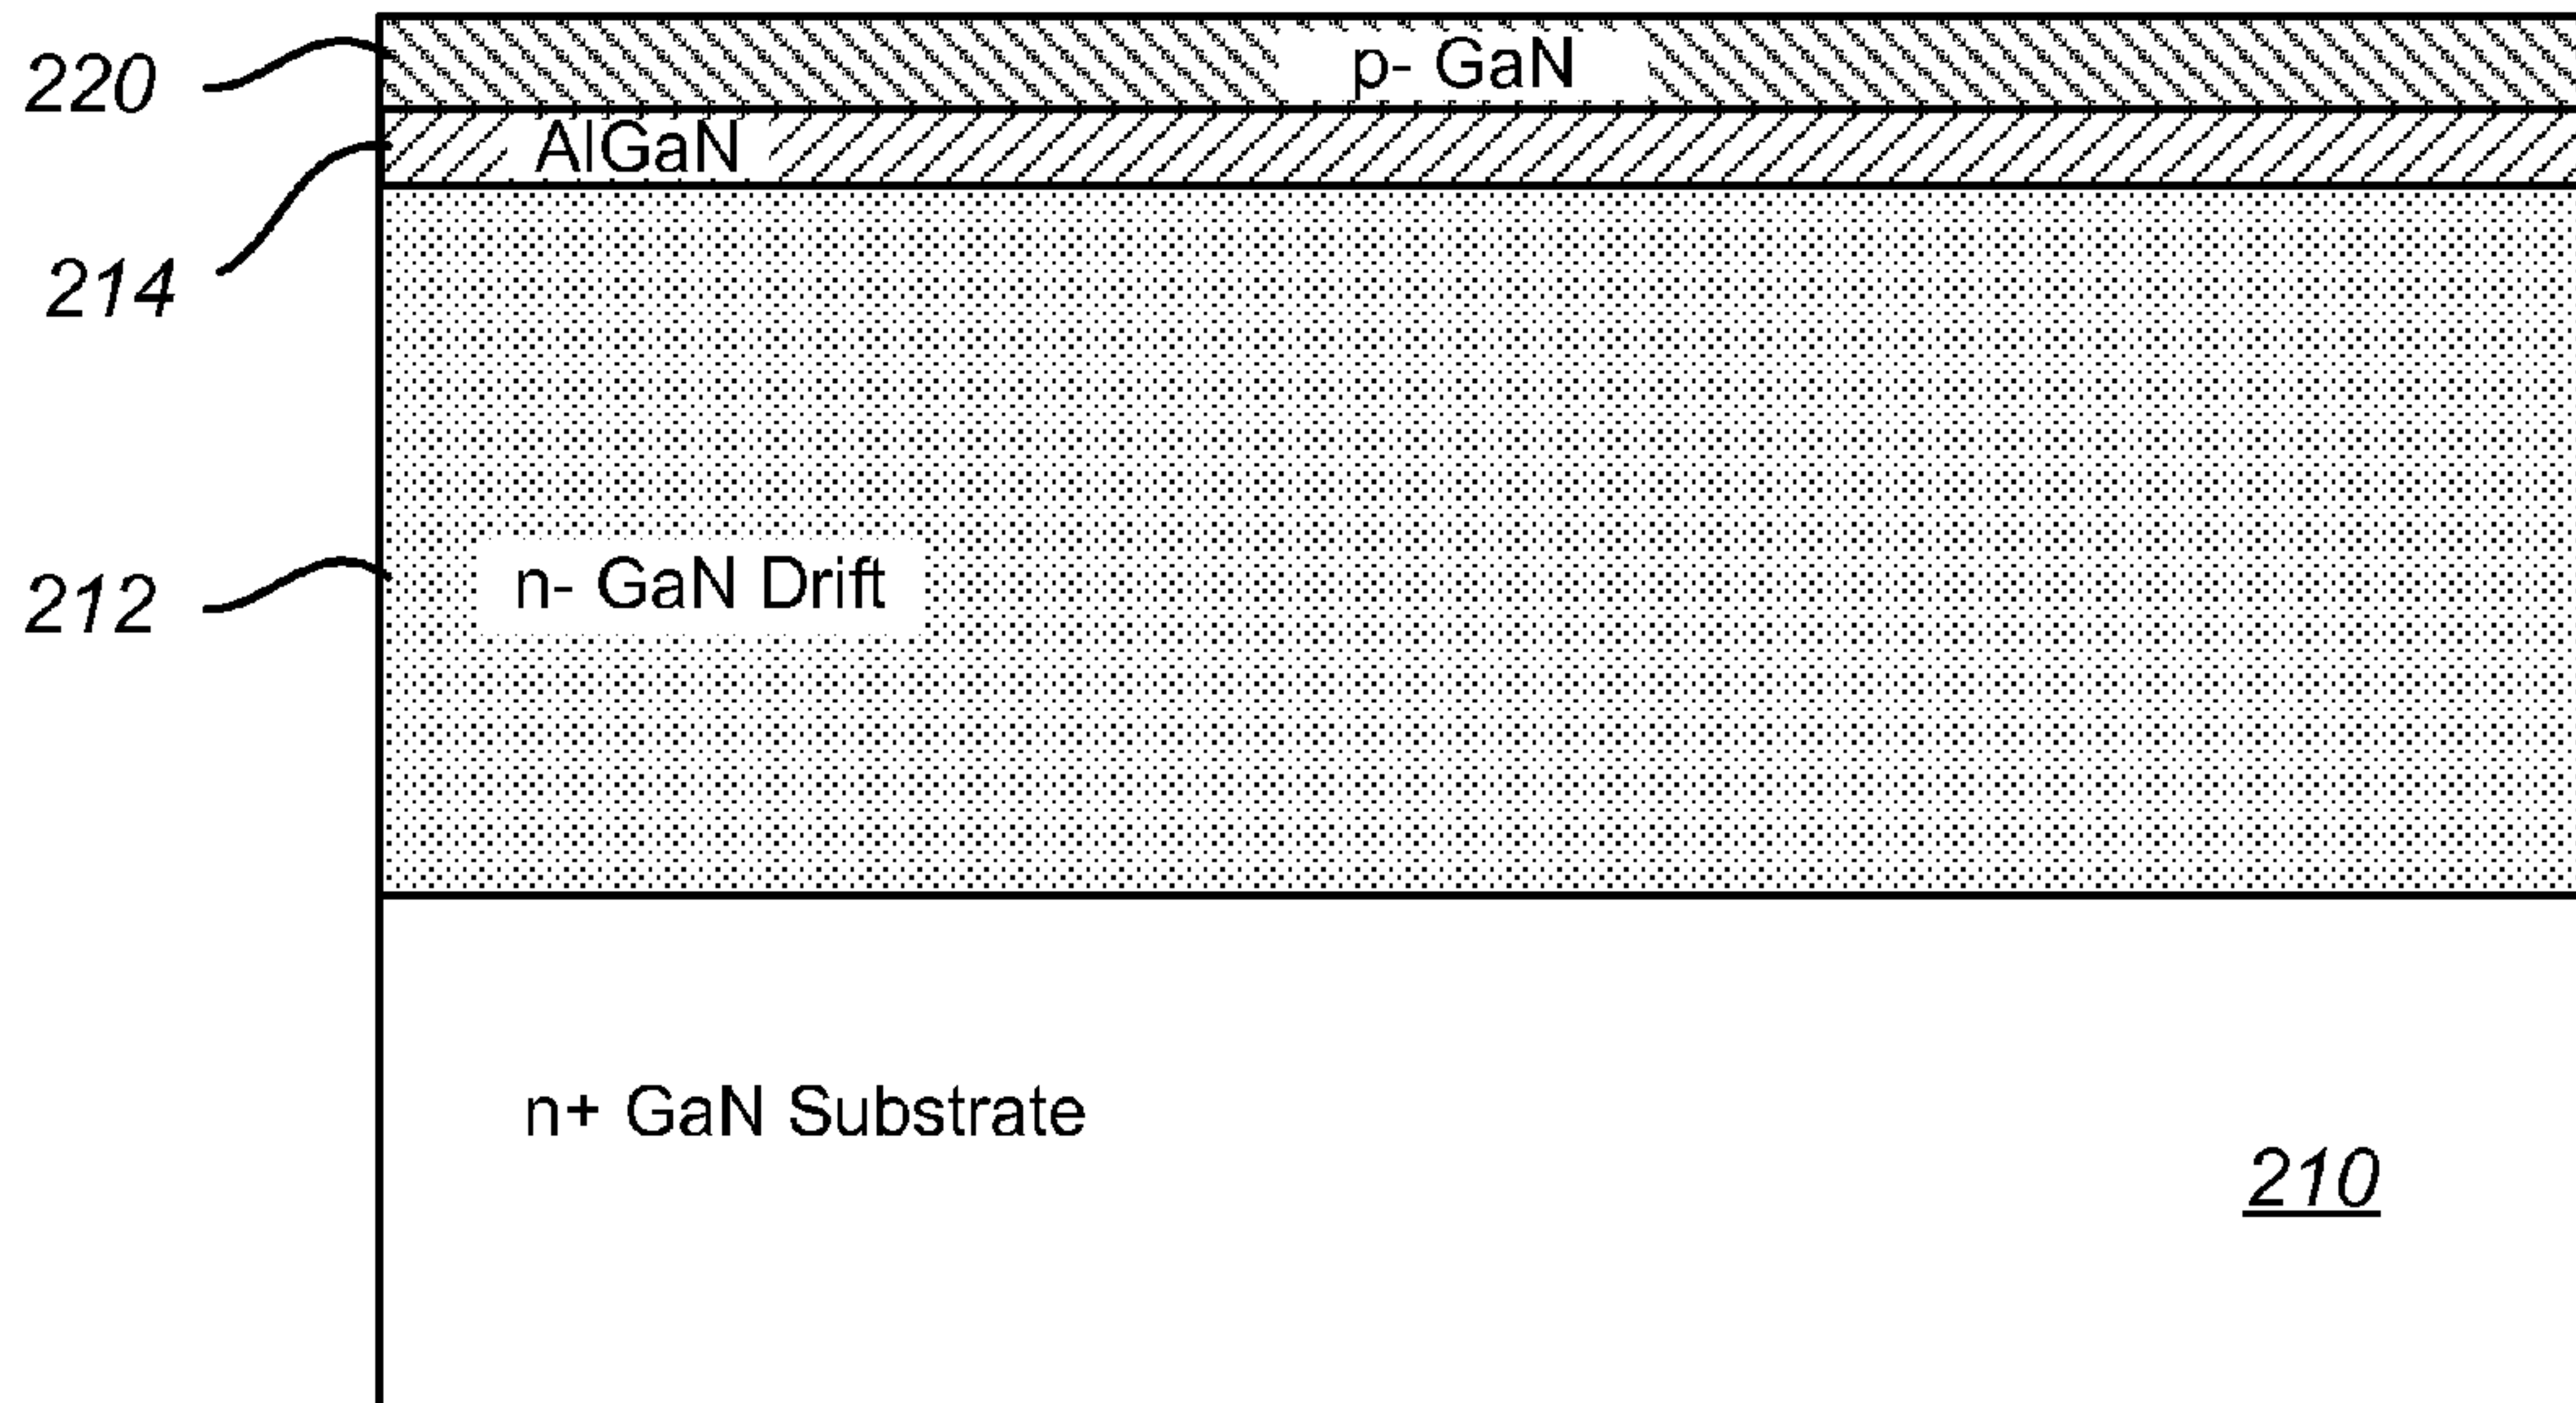 220
p- GaN
AlGaN
214
n- GaN Drift
212
n+ GaN Substrate
210